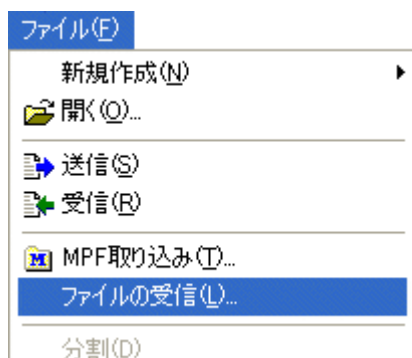 ファイル(F)
新規作成(N)
開く(O)...
送信(S)
受信(R)
MPF取り込み(T)...
ファイルの受信(L)...
分割(D)